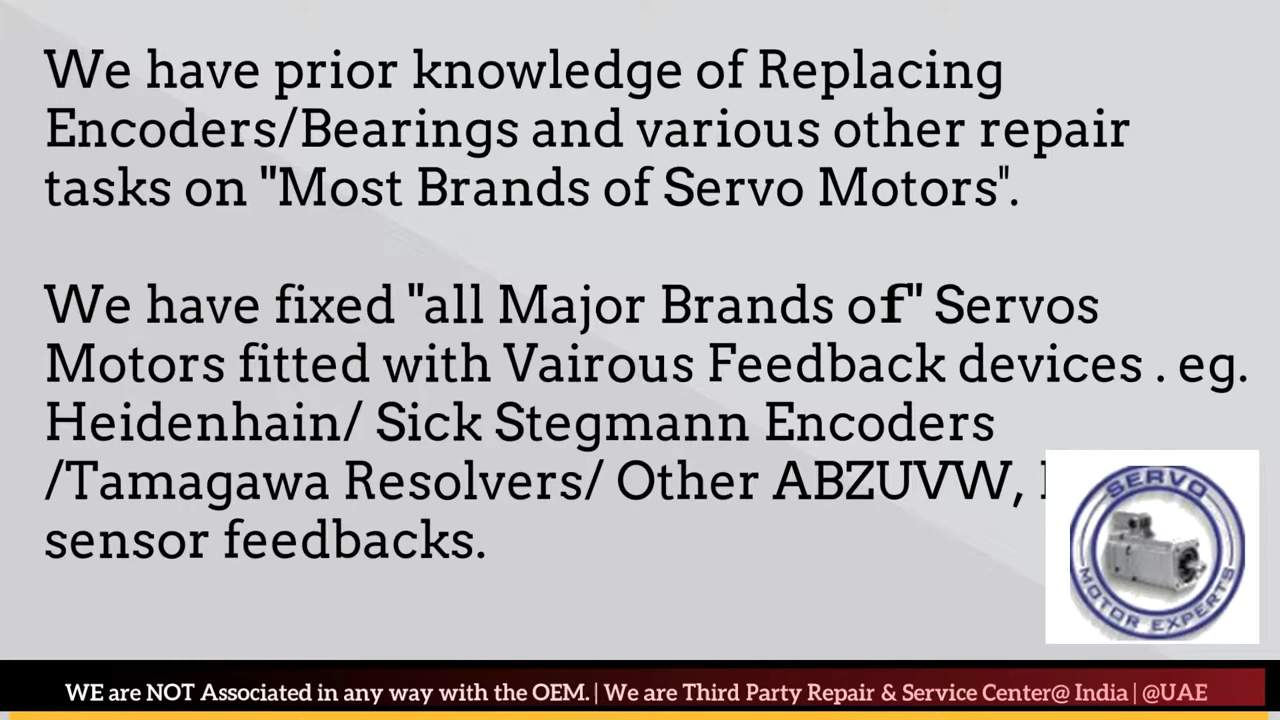 We have prior knowledge of Replacing
Encoders/Bearings and various other repair
tasks on "Most Brands of Servo Motors".
We have fixed "all Major Brands of" Servos
Motors fitted with Vairous Feedback devices . eg.
Heidenhain/ Sick Stegmann Encoders
/Tamagawa Resolvers/ Other ABZUVW,
sensor feedbacks.
SERVO
MOTOR EXPERTS
WE are NOT Associated in any way with the OEM. | We are Third Party Repair & Service Center@ India | @UAE